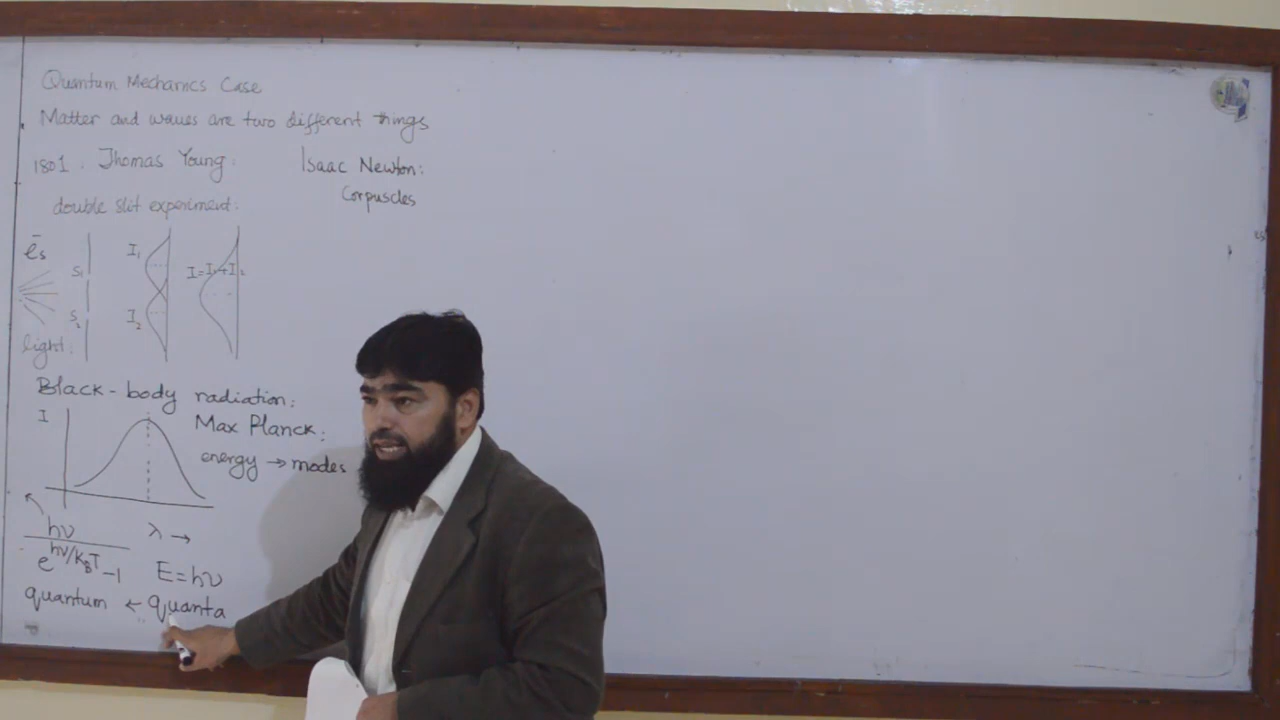 Quantum Mechanics Case
Matter and waves are two different things
1801. Thomas Young:
Isaac Newton:
Corpuscles
double slit experiment:
ēs
S1
S2
light:
I1
I2
I=I1+I2
Black-body radiation:
I
Max Planck:
energy → modes
λ →
hν
e^hν/kBT -1
E=hν
quantum ← quanta